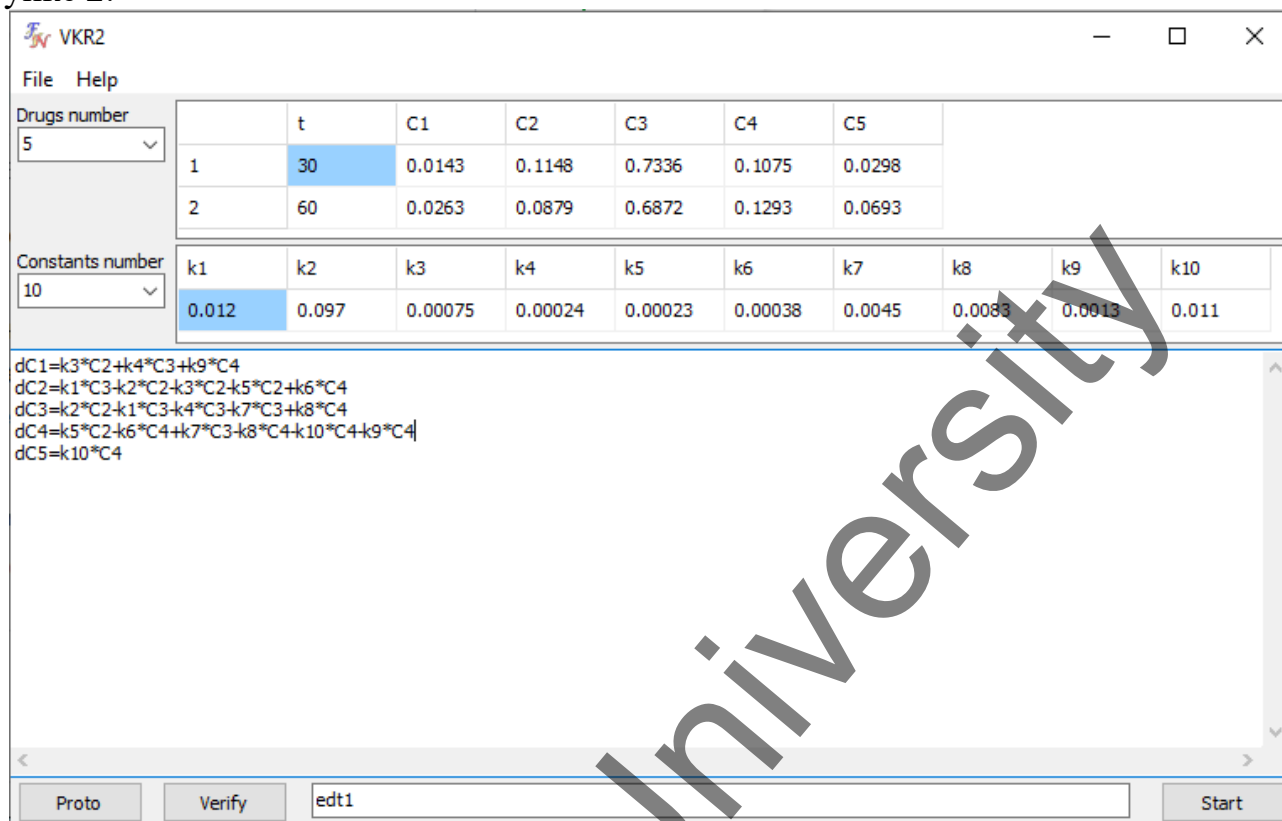 унке 2.
VKR2
File Help
Drugs number
5
t C1 C2 C3 C4 C5
1 30 0.0143 0.1148 0.7336 0.1075 0.0298
2 60 0.0263 0.0879 0.6872 0.1293 0.0693
Constants number
10
k1 k2 k3 k4 k5 k6 k7 k8 k9 k10
0.012 0.097 0.00075 0.00024 0.00023 0.00038 0.0045 0.0083 0.0013 0.011
dC1=k3*C2+k4*C3+k9*C4
dC2=k1*C3-k2*C2-k3*C2-k5*C2+k6*C4
dC3=k2*C2-k1*C3-k4*C3-k7*C3+k8*C4
dC4=k5*C2-k6*C4+k7*C3-k8*C4-k10*C4-k9*C4
dC5=k10*C4
Proto Verify edt1 Start
University